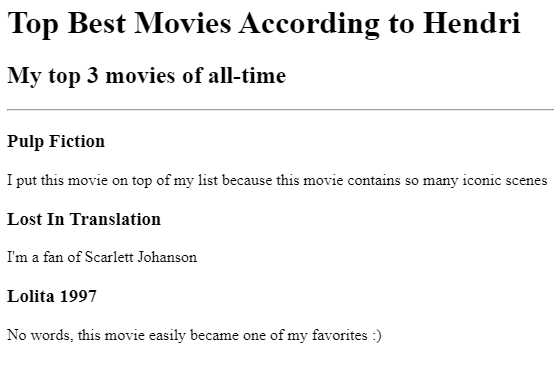 Top Best Movies According to Hendri
My top 3 movies of all-time
Pulp Fiction
I put this movie on top of my list because this movie contains so many iconic scenes
Lost In Translation
I'm a fan of Scarlett Johanson
Lolita 1997
No words, this movie easily became one of my favorites :)